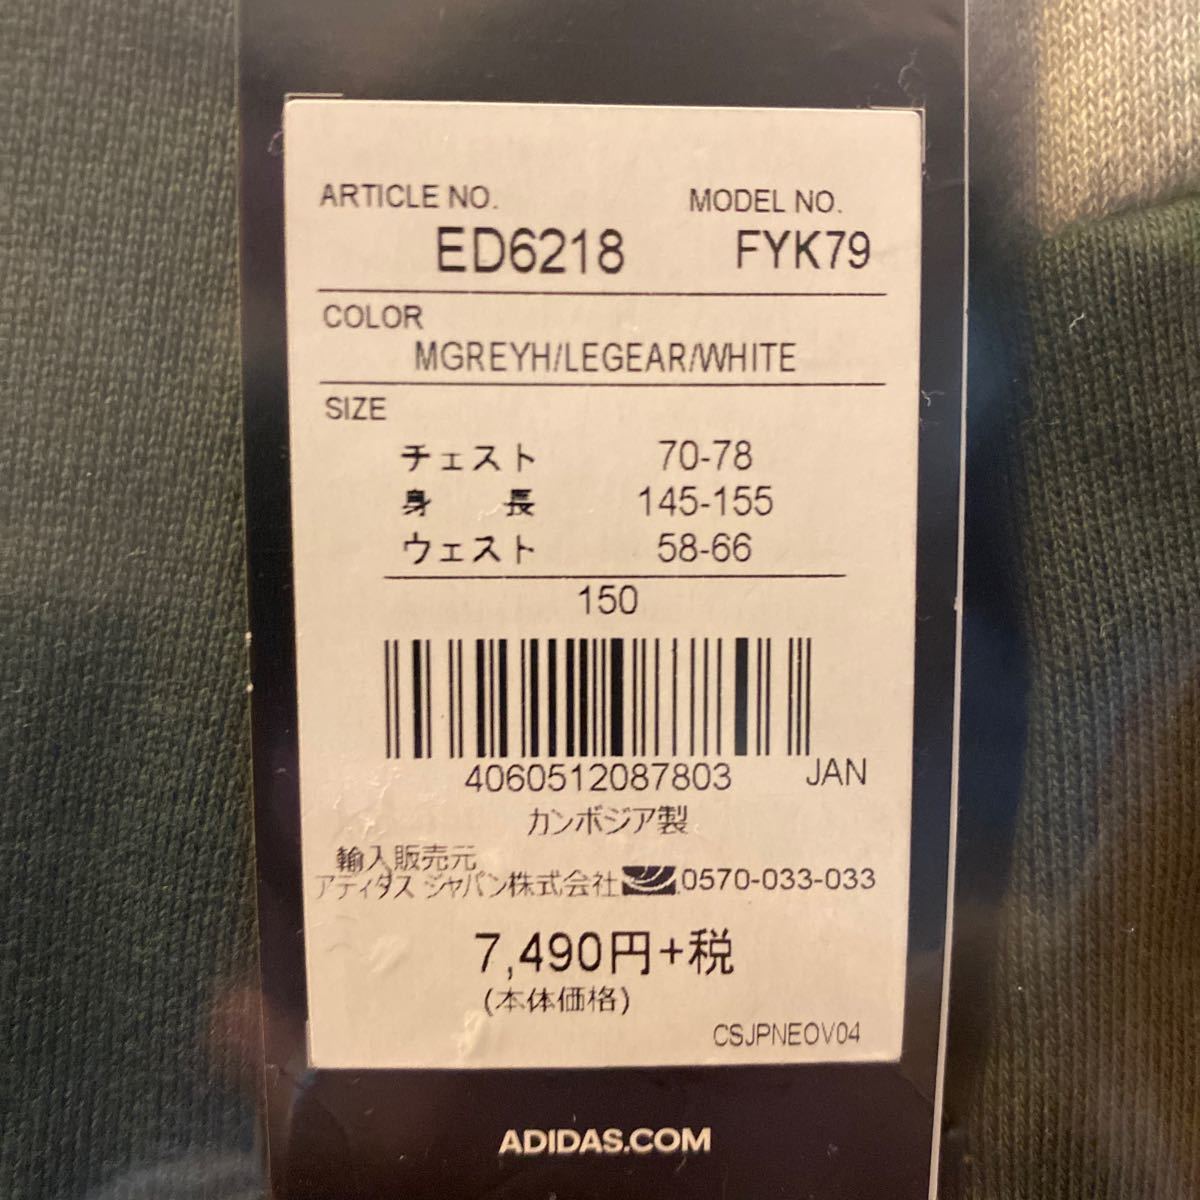 ARTICLE NO. MODEL NO.
ED6218 FYK79
COLOR
MGREYH/LEGEAR/WHITE
SIZE
チェスト 70-78
身 長 145-155
ウェスト 58-66
150
4060512087803 JAN
カンボジア製
輸入販売元
アディダス ジャパン株式会社 0570-033-033
7,490円+税
(本体価格)
CSJPNEOV04
ADIDAS.COM